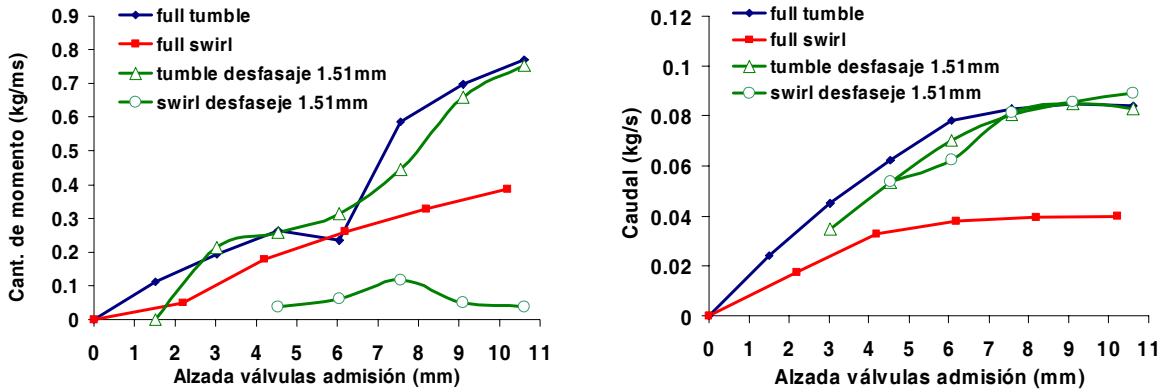 full tumble
full swirl
tumble desfasaje 1.51mm
swirl desfaseje 1.51mm
Cant. de momento (kg/ms)
0.9
0.8
0.7
0.6
0.5
0.4
0.3
0.2
0.1
0
0 1 2 3 4 5 6 7 8 9 10 11
Alzada válvulas admisión (mm)
full tumble
full swirl
tumble desfasaje 1.51mm
swirl desfaseje 1.51mm
Caudal (kg/s)
0.12
0.1
0.08
0.06
0.04
0.02
0
0 1 2 3 4 5 6 7 8 9 10 11
Alzada válvulas admisión (mm)